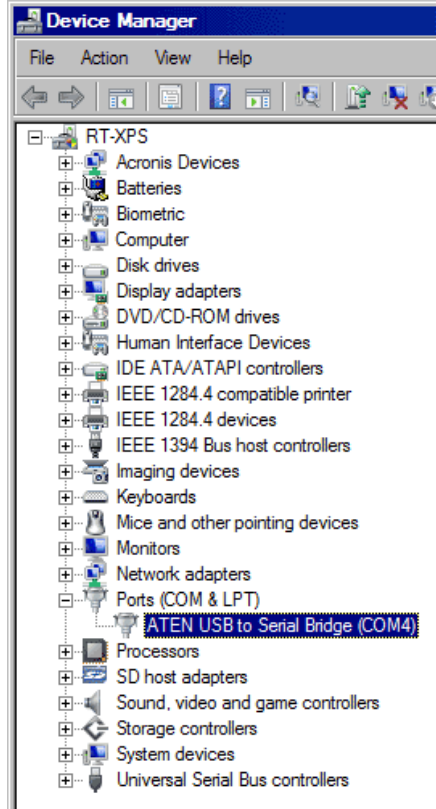 Device Manager
File Action View Help
RT-XPS
Acronis Devices
Batteries
Biometric
Computer
Disk drives
Display adapters
DVD/CD-ROM drives
Human Interface Devices
IDE ATA/ATAPI controllers
IEEE 1284.4 compatible printer
IEEE 1284.4 devices
IEEE 1394 Bus host controllers
Imaging devices
Keyboards
Mice and other pointing devices
Monitors
Network adapters
Ports (COM & LPT)
ATEN USB to Serial Bridge (COM4)
Processors
SD host adapters
Sound, video and game controllers
Storage controllers
System devices
Universal Serial Bus controllers